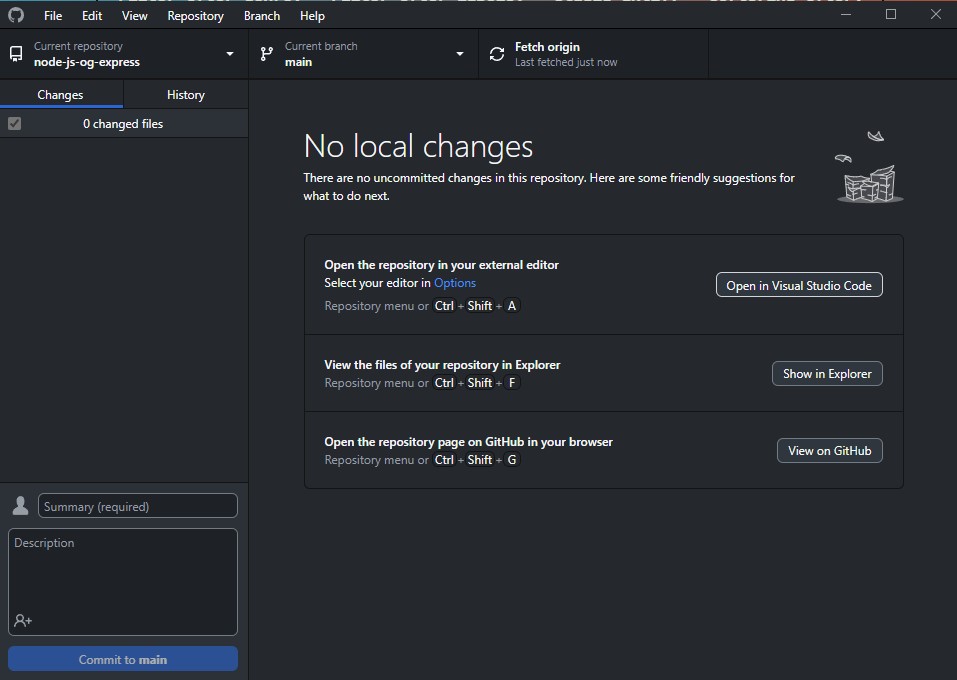 File Edit View Repository Branch Help
Current repository
node-js-og-express
Current branch
main
Fetch origin
Last fetched just now
Changes History
0 changed files
No local changes
There are no uncommitted changes in this repository. Here are some friendly suggestions for
what to do next.
Open the repository in your external editor
Select your editor in Options
Repository menu or Ctrl + Shift + A
Open in Visual Studio Code
View the files of your repository in Explorer
Repository menu or Ctrl + Shift + F
Show in Explorer
Open the repository page on GitHub in your browser
Repository menu or Ctrl + Shift + G
View on GitHub
Summary (required)
Description
Commit to main